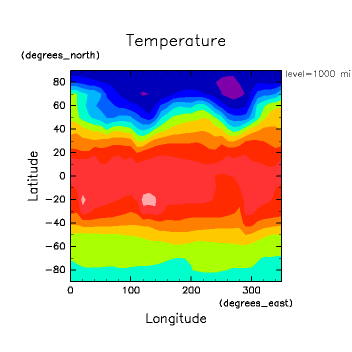 Temperature
(degrees_north)
level=1000 mi
80
60
40
20
0
−20
−40
−60
−80
Latitude
0
100
200
300
(degrees_east)
Longitude